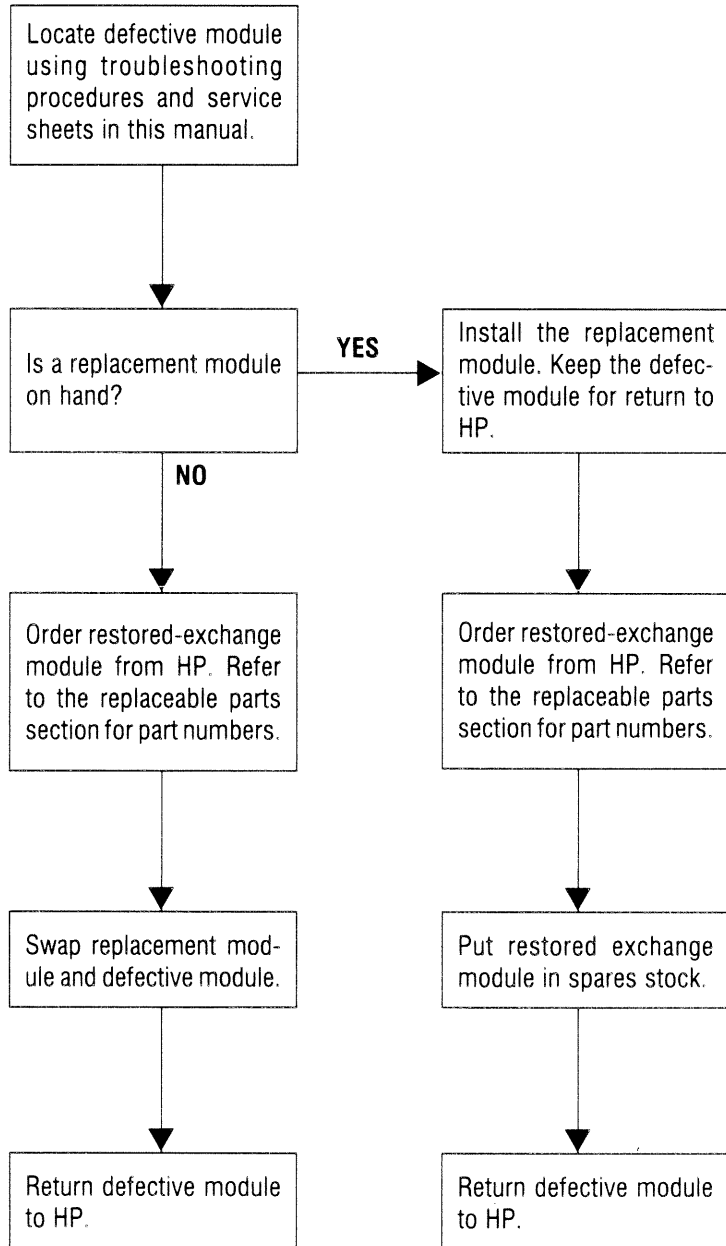 Locate defective module
using troubleshooting
procedures and service
sheets in this manual.
Is a replacement module
on hand?
YES
Install the replacement
module. Keep the defec-
tive module for return to
HP.
NO
Order restored-exchange
module from HP. Refer
to the replaceable parts
section for part numbers.
Order restored-exchange
module from HP. Refer
to the replaceable parts
section for part numbers.
Swap replacement mod-
ule and defective module.
Put restored exchange
module in spares stock.
Return defective module
to HP.
Return defective module
to HP.